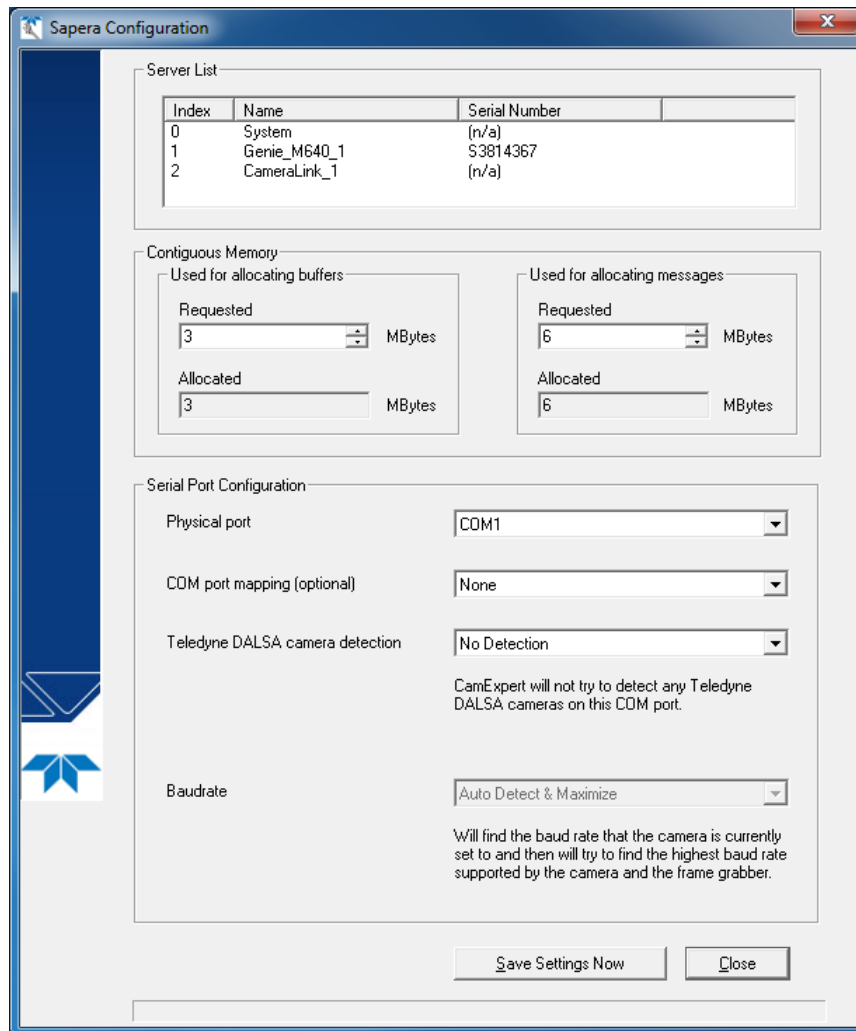 Sapera Configuration
Server List
Index Name Serial Number
0 System (n/a)
1 Genie_M640_1 S3814367
2 CameraLink_1 (n/a)
Contiguous Memory
Used for allocating buffers
Requested
3 MBytes
Allocated
3 MBytes
Used for allocating messages
Requested
6 MBytes
Allocated
6 MBytes
Serial Port Configuration
Physical port COM1
COM port mapping (optional) None
Teledyne DALSA camera detection No Detection
CamExpert will not try to detect any Teledyne
DALSA cameras on this COM port.
Baudrate Auto Detect & Maximize
Will find the baud rate that the camera is currently
set to and then will try to find the highest baud rate
supported by the camera and the frame grabber.
Save Settings Now Close